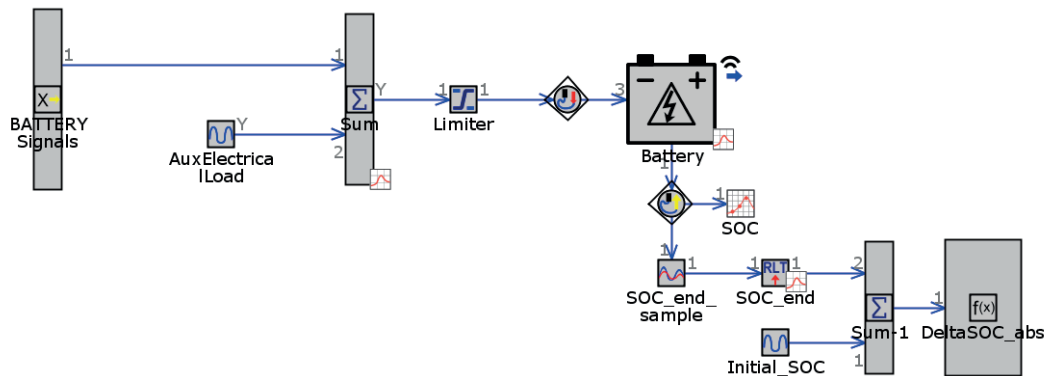 1
1
X
BATTERY
Signals
Y
AuxElectrica
lLoad
2
Σ
Y
Sum
1
1
Limiter
3
− +
Battery
1
1
SOC
1
1
SOC_end_
sample
1
RLT
1
SOC_end
2
Σ
Sum-1
1
Initial_SOC
1
f(x)
DeltaSOC_abs